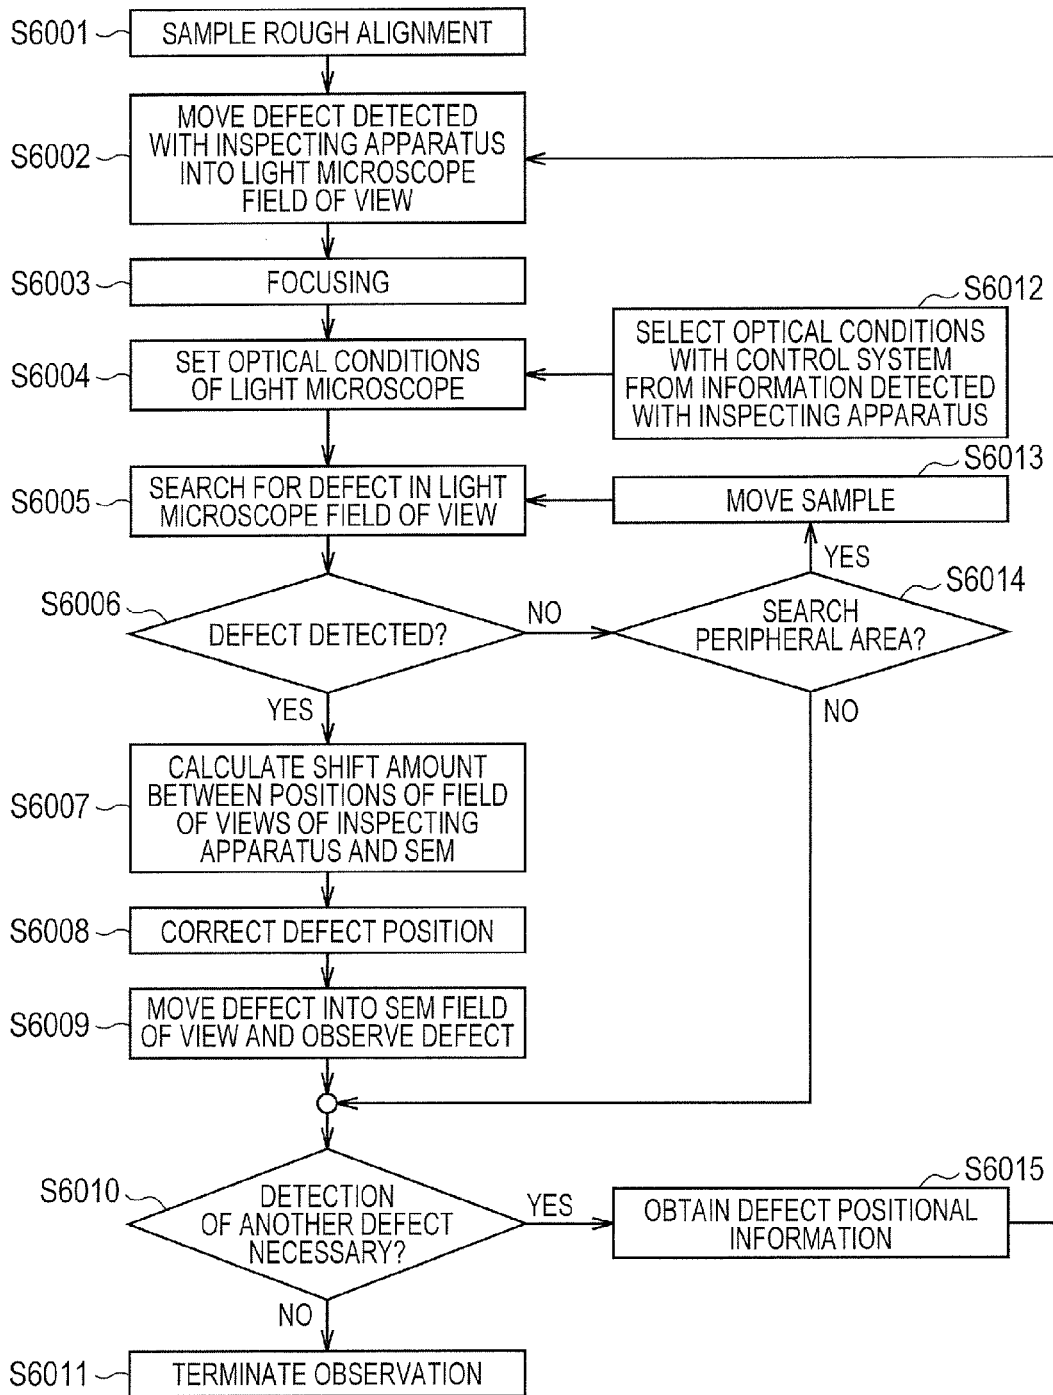 S6001
SAMPLE ROUGH ALIGNMENT
S6002
MOVE DEFECT DETECTED
WITH INSPECTING APPARATUS
INTO LIGHT MICROSCOPE
FIELD OF VIEW
S6003
FOCUSING
S6012
SELECT OPTICAL CONDITIONS
WITH CONTROL SYSTEM
FROM INFORMATION DETECTED
WITH INSPECTING APPARATUS
S6004
SET OPTICAL CONDITIONS
OF LIGHT MICROSCOPE
S6013
MOVE SAMPLE
S6005
SEARCH FOR DEFECT IN LIGHT
MICROSCOPE FIELD OF VIEW
YES
S6006
DEFECT DETECTED?
NO
S6014
SEARCH
PERIPHERAL AREA?
YES
NO
S6007
CALCULATE SHIFT AMOUNT
BETWEEN POSITIONS OF FIELD
OF VIEWS OF INSPECTING
APPARATUS AND SEM
S6008
CORRECT DEFECT POSITION
S6009
MOVE DEFECT INTO SEM FIELD
OF VIEW AND OBSERVE DEFECT
S6010
DETECTION
OF ANOTHER DEFECT
NECESSARY?
YES
S6015
OBTAIN DEFECT POSITIONAL
INFORMATION
NO
S6011
TERMINATE OBSERVATION